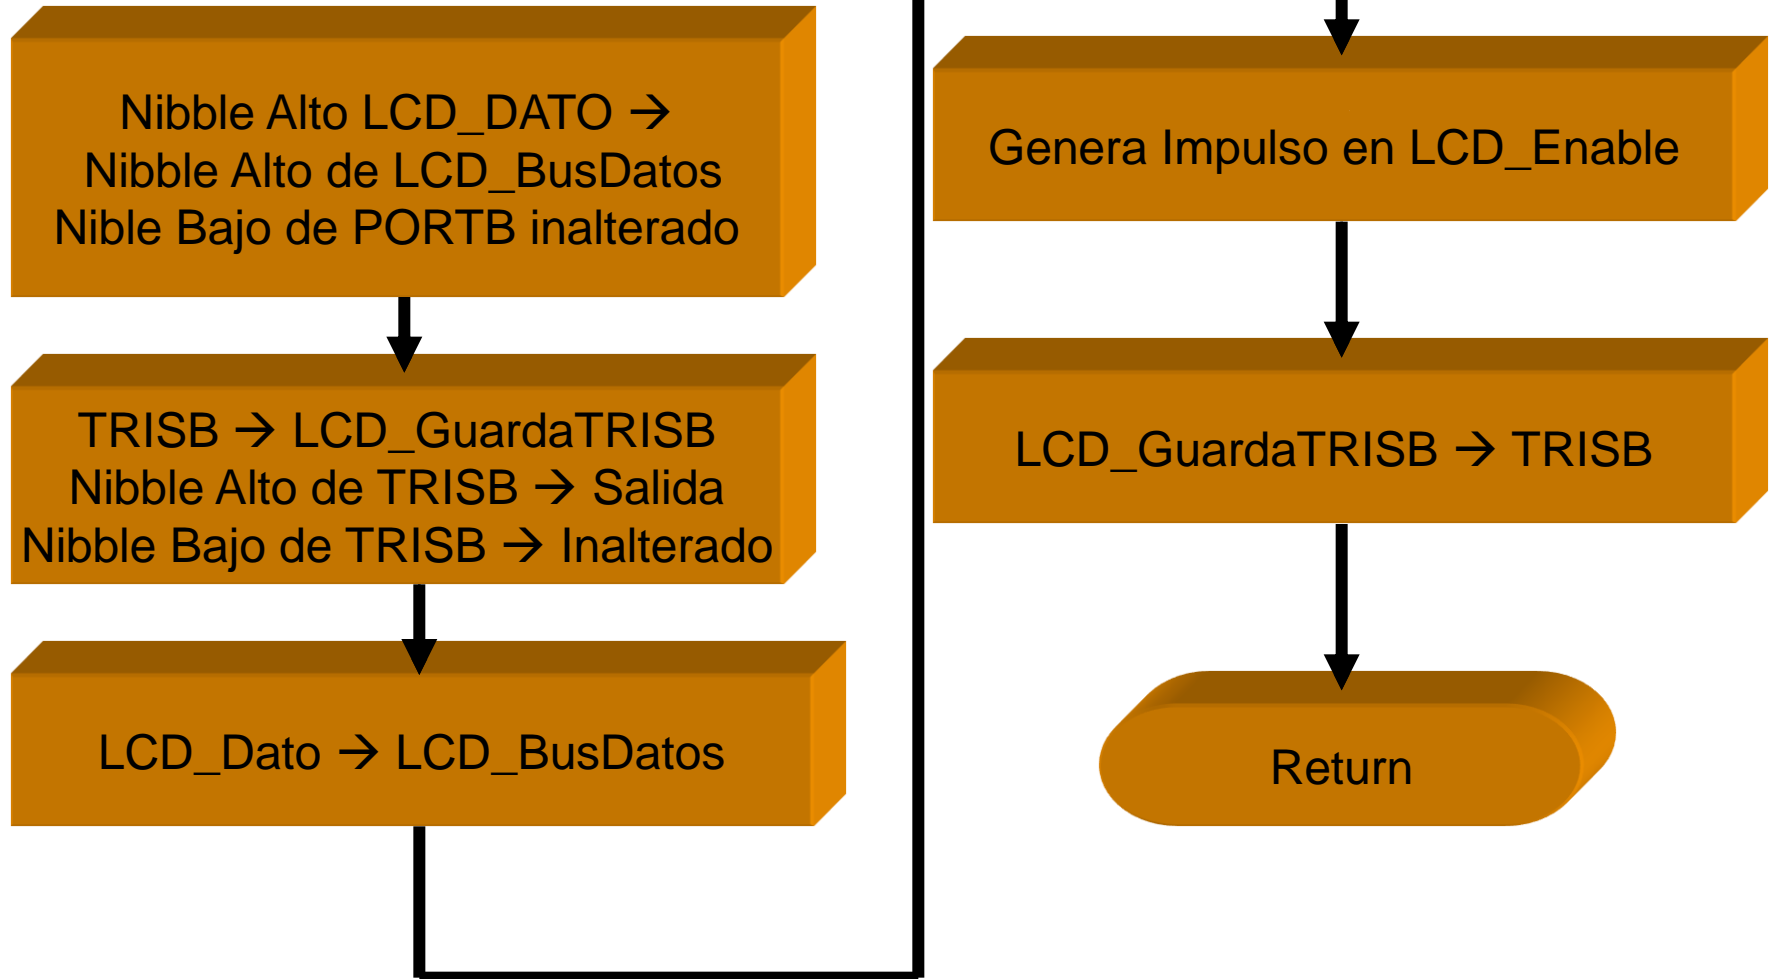 Nibble Alto LCD_DATO →
Nibble Alto de LCD_BusDatos
Nible Bajo de PORTB inalterado
TRISB → LCD_GuardaTRISB
Nibble Alto de TRISB → Salida
Nibble Bajo de TRISB → Inalterado
LCD_Dato → LCD_BusDatos
Genera Impulso en LCD_Enable
LCD_GuardaTRISB → TRISB
Return